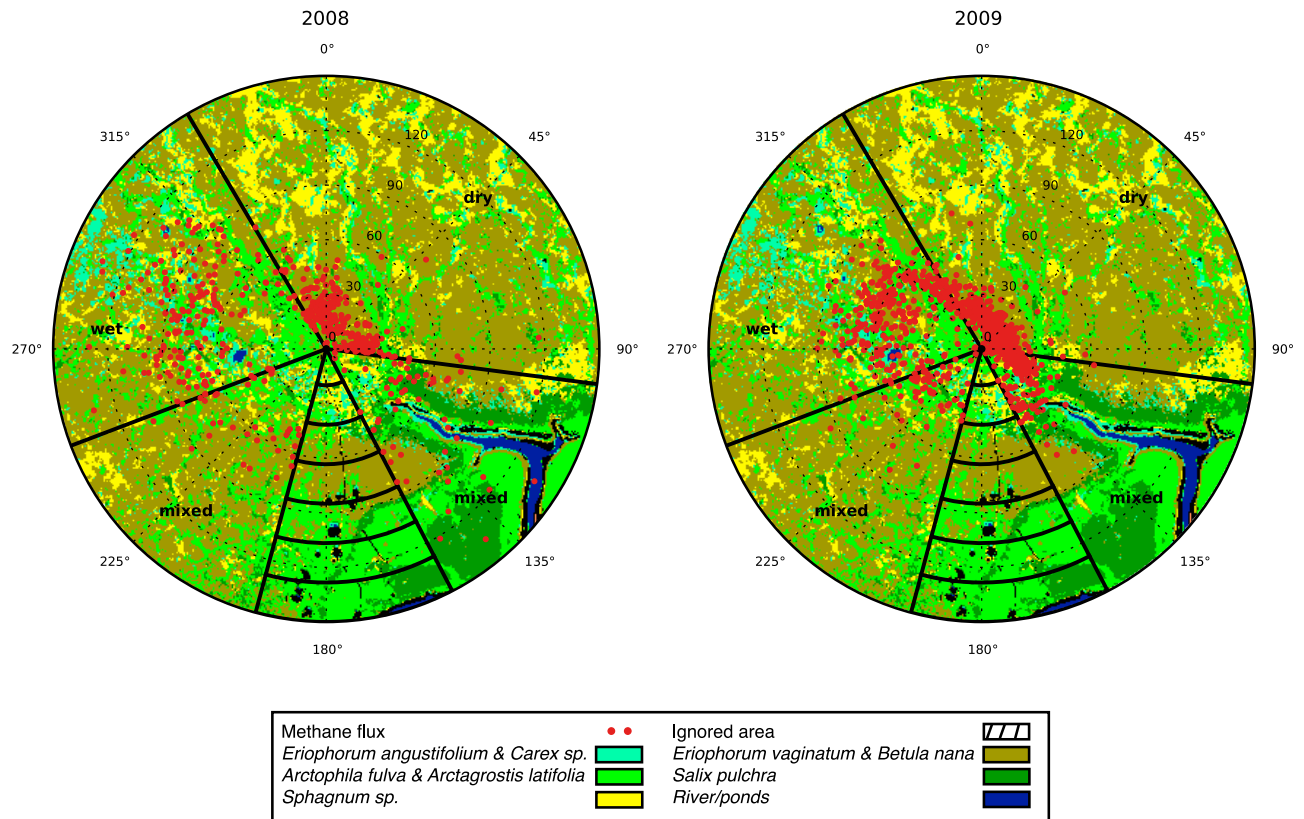 2008 2009
0° 0°
315° 45° 315° 45°
120 120
90 90
dry dry
60 60
30 30
wet 0 wet 0
270° 90° 270° 90°
mixed mixed
mixed mixed
225° 135° 225° 135°
180° 180°
Methane flux Ignored area
Eriophorum angustifolium & Carex sp. Eriophorum vaginatum & Betula nana
Arctophila fulva & Arctagrostis latifolia Salix pulchra
Sphagnum sp. River/ponds